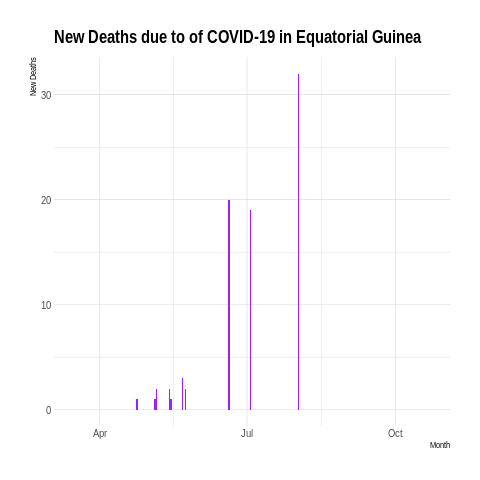 New Deaths due to of COVID-19 in Equatorial Guinea
New Deaths
30
20
10
0
Apr Jul Oct
Month